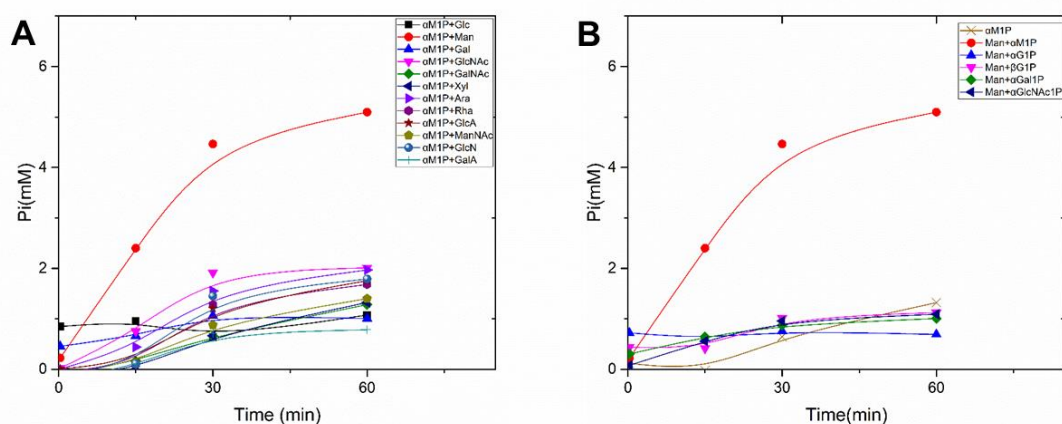 A
αM1P+Glc
αM1P+Man
αM1P+Gal
αM1P+GlcNAc
αM1P+GalNAc
αM1P+Xyl
αM1P+Ara
αM1P+Rha
αM1P+GlcA
αM1P+ManNAc
αM1P+GlcN
αM1P+GalA
6
4
2
0
Pi(mM)
0
30
60
Time (min)
B
αM1P
Man+αM1P
Man+αG1P
Man+βG1P
Man+αGal1P
Man+αGlcNAc1P
6
4
2
0
Pi(mM)
0
30
60
Time(min)